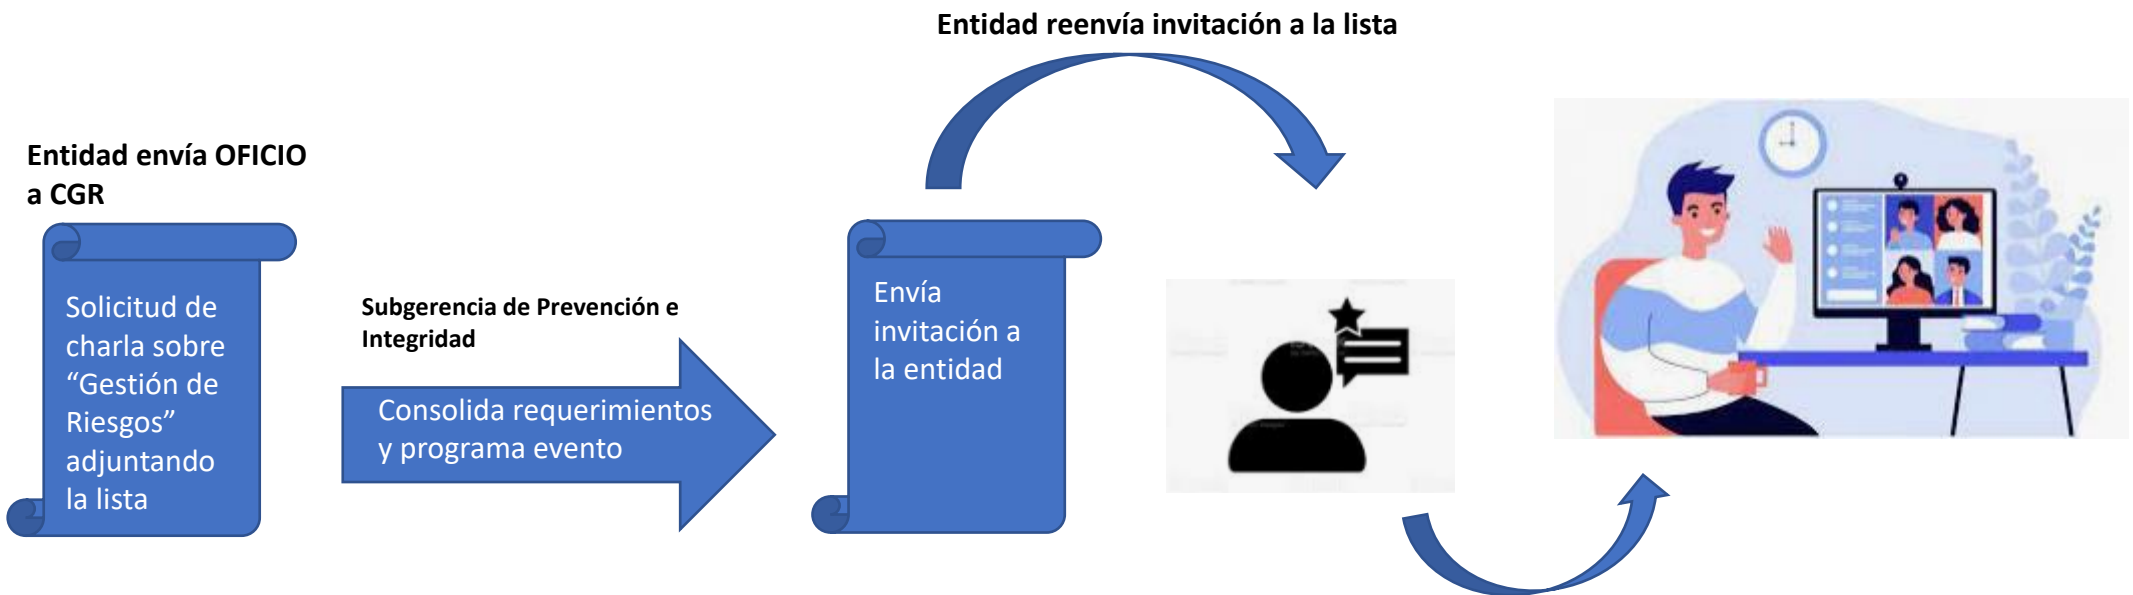 Entidad reenvía invitación a la lista
Entidad envía OFICIO
a CGR
Solicitud de
charla sobre
“Gestión de
Riesgos”
adjuntando
la lista
Subgerencia de Prevención e
Integridad
Consolida requerimientos
y programa evento
Envía
invitación a
la entidad